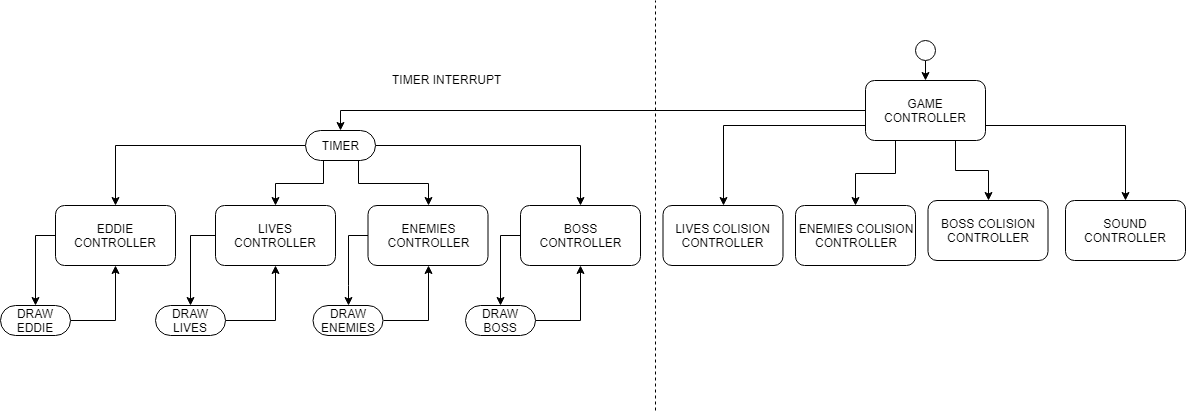 TIMER INTERRUPT
GAME
CONTROLLER
TIMER
EDDIE
CONTROLLER
LIVES
CONTROLLER
ENEMIES
CONTROLLER
BOSS
CONTROLLER
LIVES COLISION
CONTROLLER
ENEMIES COLISION
CONTROLLER
BOSS COLISION
CONTROLLER
SOUND
CONTROLLER
DRAW
EDDIE
DRAW
LIVES
DRAW
ENEMIES
DRAW
BOSS